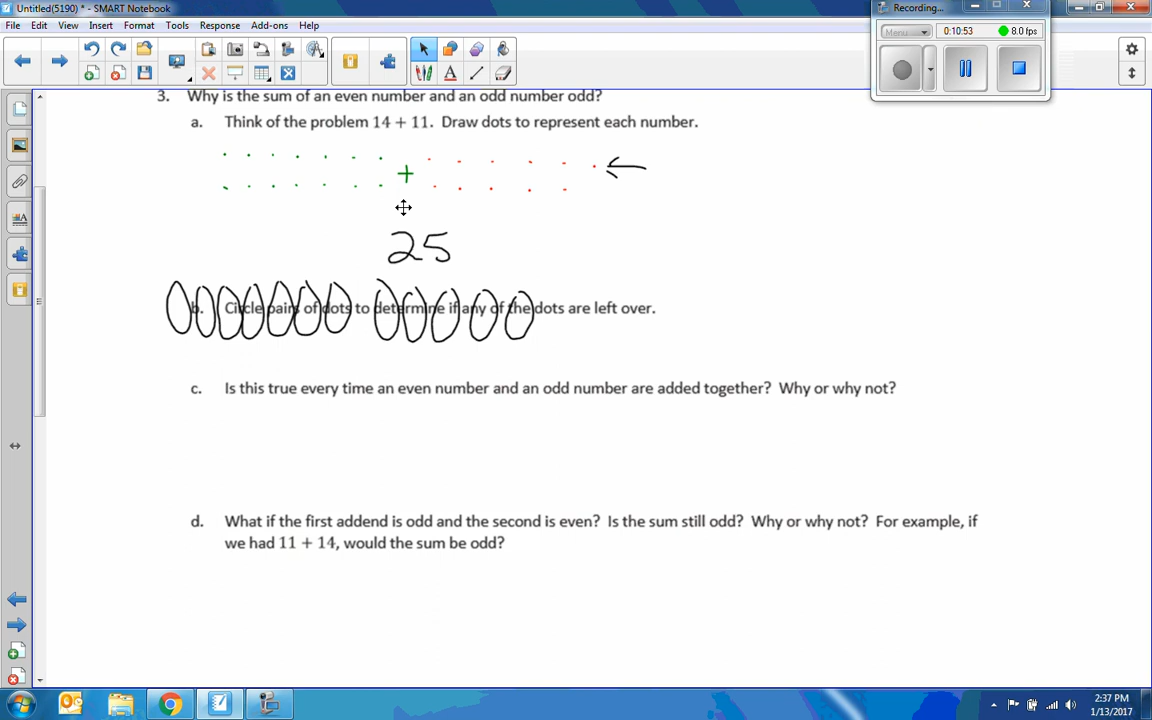 Untitled(5190) * - SMART Notebook
Recording...
File Edit View Insert Format Tools Response Add-ons Help
Menu 0:10:53 8.0 fps
3. Why is the sum of an even number and an odd number odd?
a. Think of the problem 14 + 11. Draw dots to represent each number.
+
25
b. Circle pairs of dots to determine if any of the dots are left over.
c. Is this true every time an even number and an odd number are added together? Why or why not?
d. What if the first addend is odd and the second is even? Is the sum still odd? Why or why not? For example, if
we had 11 + 14, would the sum be odd?
2:37 PM
1/13/2017